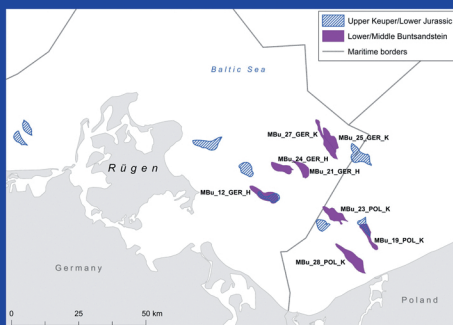 Upper Keuper/Lower Jurassic
Lower/Middle Buntsandstein
Maritime borders
Baltic Sea
MBu_27_GER_K
MBu_25_GER_K
MBu_24_GER_H
MBu_21_GER_H
Rügen
MBu_12_GER_H
MBu_23_POL_K
MBu_19_POL_K
MBu_28_POL_K
Germany
Poland
0 25 50 km